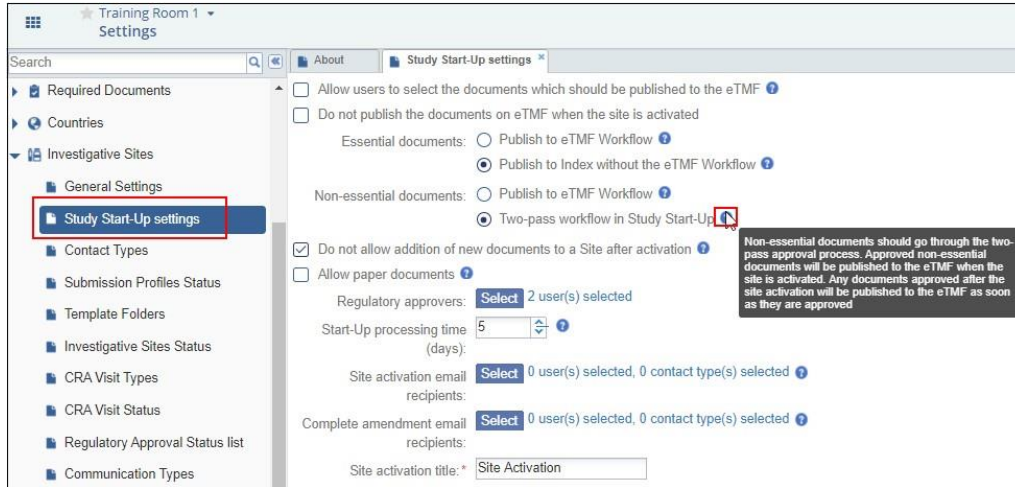 Training Room 1
Settings
Search
Required Documents
Countries
Investigative Sites
General Settings
Study Start-Up settings
Contact Types
Submission Profiles Status
Template Folders
Investigative Sites Status
CRA Visit Types
CRA Visit Status
Regulatory Approval Status list
Communication Types
About
Study Start-Up settings
Allow users to select the documents which should be published to the eTMF
Do not publish the documents on eTMF when the site is activated
Essential documents: Publish to eTMF Workflow
Publish to Index without the eTMF Workflow
Non-essential documents: Publish to eTMF Workflow
Two-pass workflow in Study Start-Up
Non-essential documents should go through the two-
pass approval process. Approved non-essential
documents will be published to the eTMF when the
site is activated. Any documents approved after the
site activation will be published to the eTMF as soon
as they are approved
Do not allow addition of new documents to a Site after activation
Allow paper documents
Regulatory approvers: Select 2 user(s) selected
Start-Up processing time 5
(days):
Site activation email Select 0 user(s) selected, 0 contact type(s) selected
recipients:
Complete amendment email Select 0 user(s) selected, 0 contact type(s) selected
recipients:
Site activation title:* Site Activation